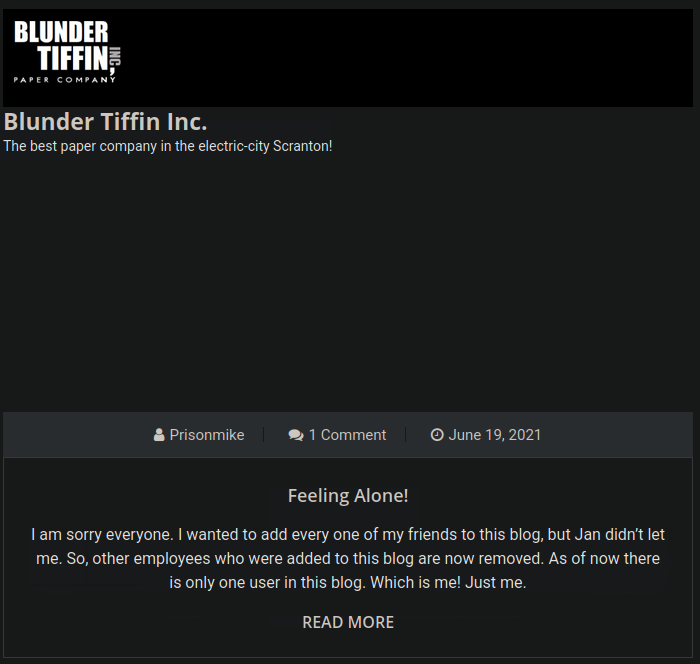 BLUNDER
TIFFIN, INC
PAPER COMPANY
Blunder Tiffin Inc.
The best paper company in the electric-city Scranton!
Prisonmike 1 Comment June 19, 2021
Feeling Alone!
I am sorry everyone. I wanted to add every one of my friends to this blog, but Jan didn’t let
me. So, other employees who were added to this blog are now removed. As of now there
is only one user in this blog. Which is me! Just me.
READ MORE